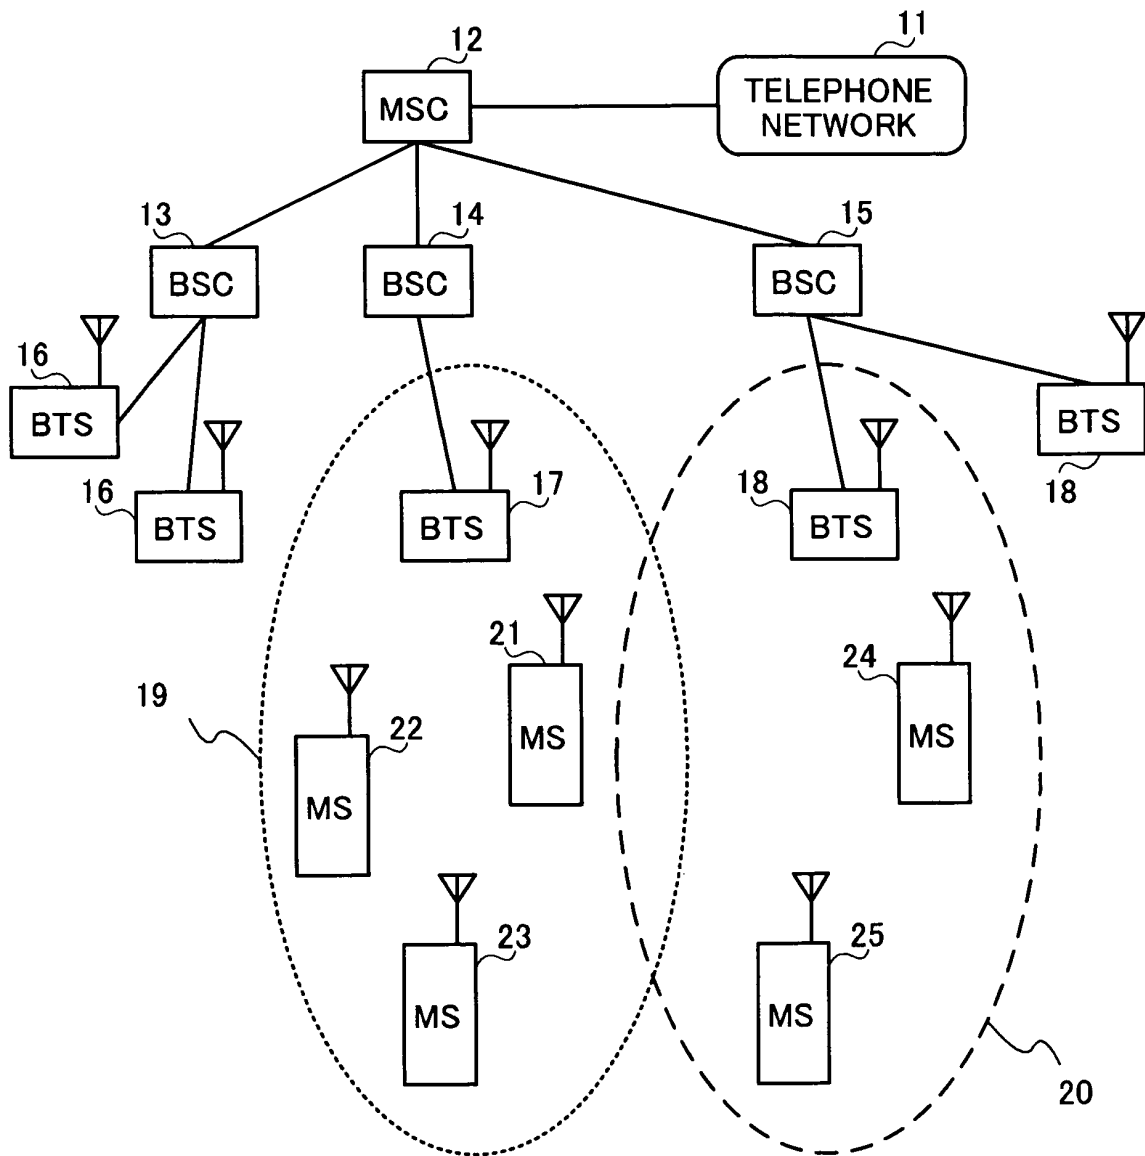 11
12
TELEPHONE
NETWORK
MSC
13
14
15
BSC
BSC
BSC
16
BTS
BTS
18
16
BTS
17
BTS
18
BTS
21
MS
24
MS
19
22
MS
23
MS
25
MS
20